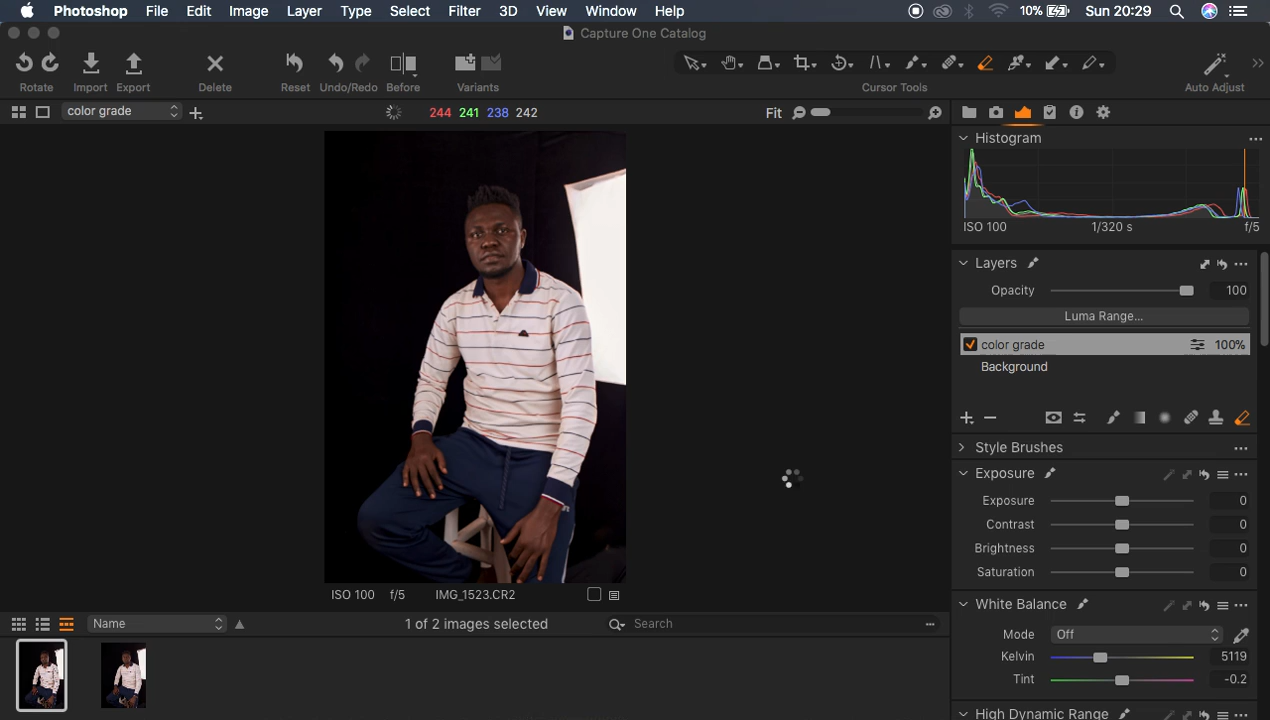 Photoshop File Edit Image Layer Type Select Filter 3D View Window Help 10% Sun 20:29
Capture One Catalog
Rotate Import Export Delete Reset Undo/Redo Before Variants Cursor Tools Auto Adjust
color grade 244 241 238 242 Fit
Histogram
ISO 100 1/320 s f/5
Layers
Opacity 100
Luma Range...
color grade 100%
Background
Style Brushes
Exposure
Exposure 0
Contrast 0
Brightness 0
Saturation 0
White Balance
Mode Off
Kelvin 5119
Tint -0.2
High Dynamic Range
ISO 100 f/5 IMG_1523.CR2
Name 1 of 2 images selected Search